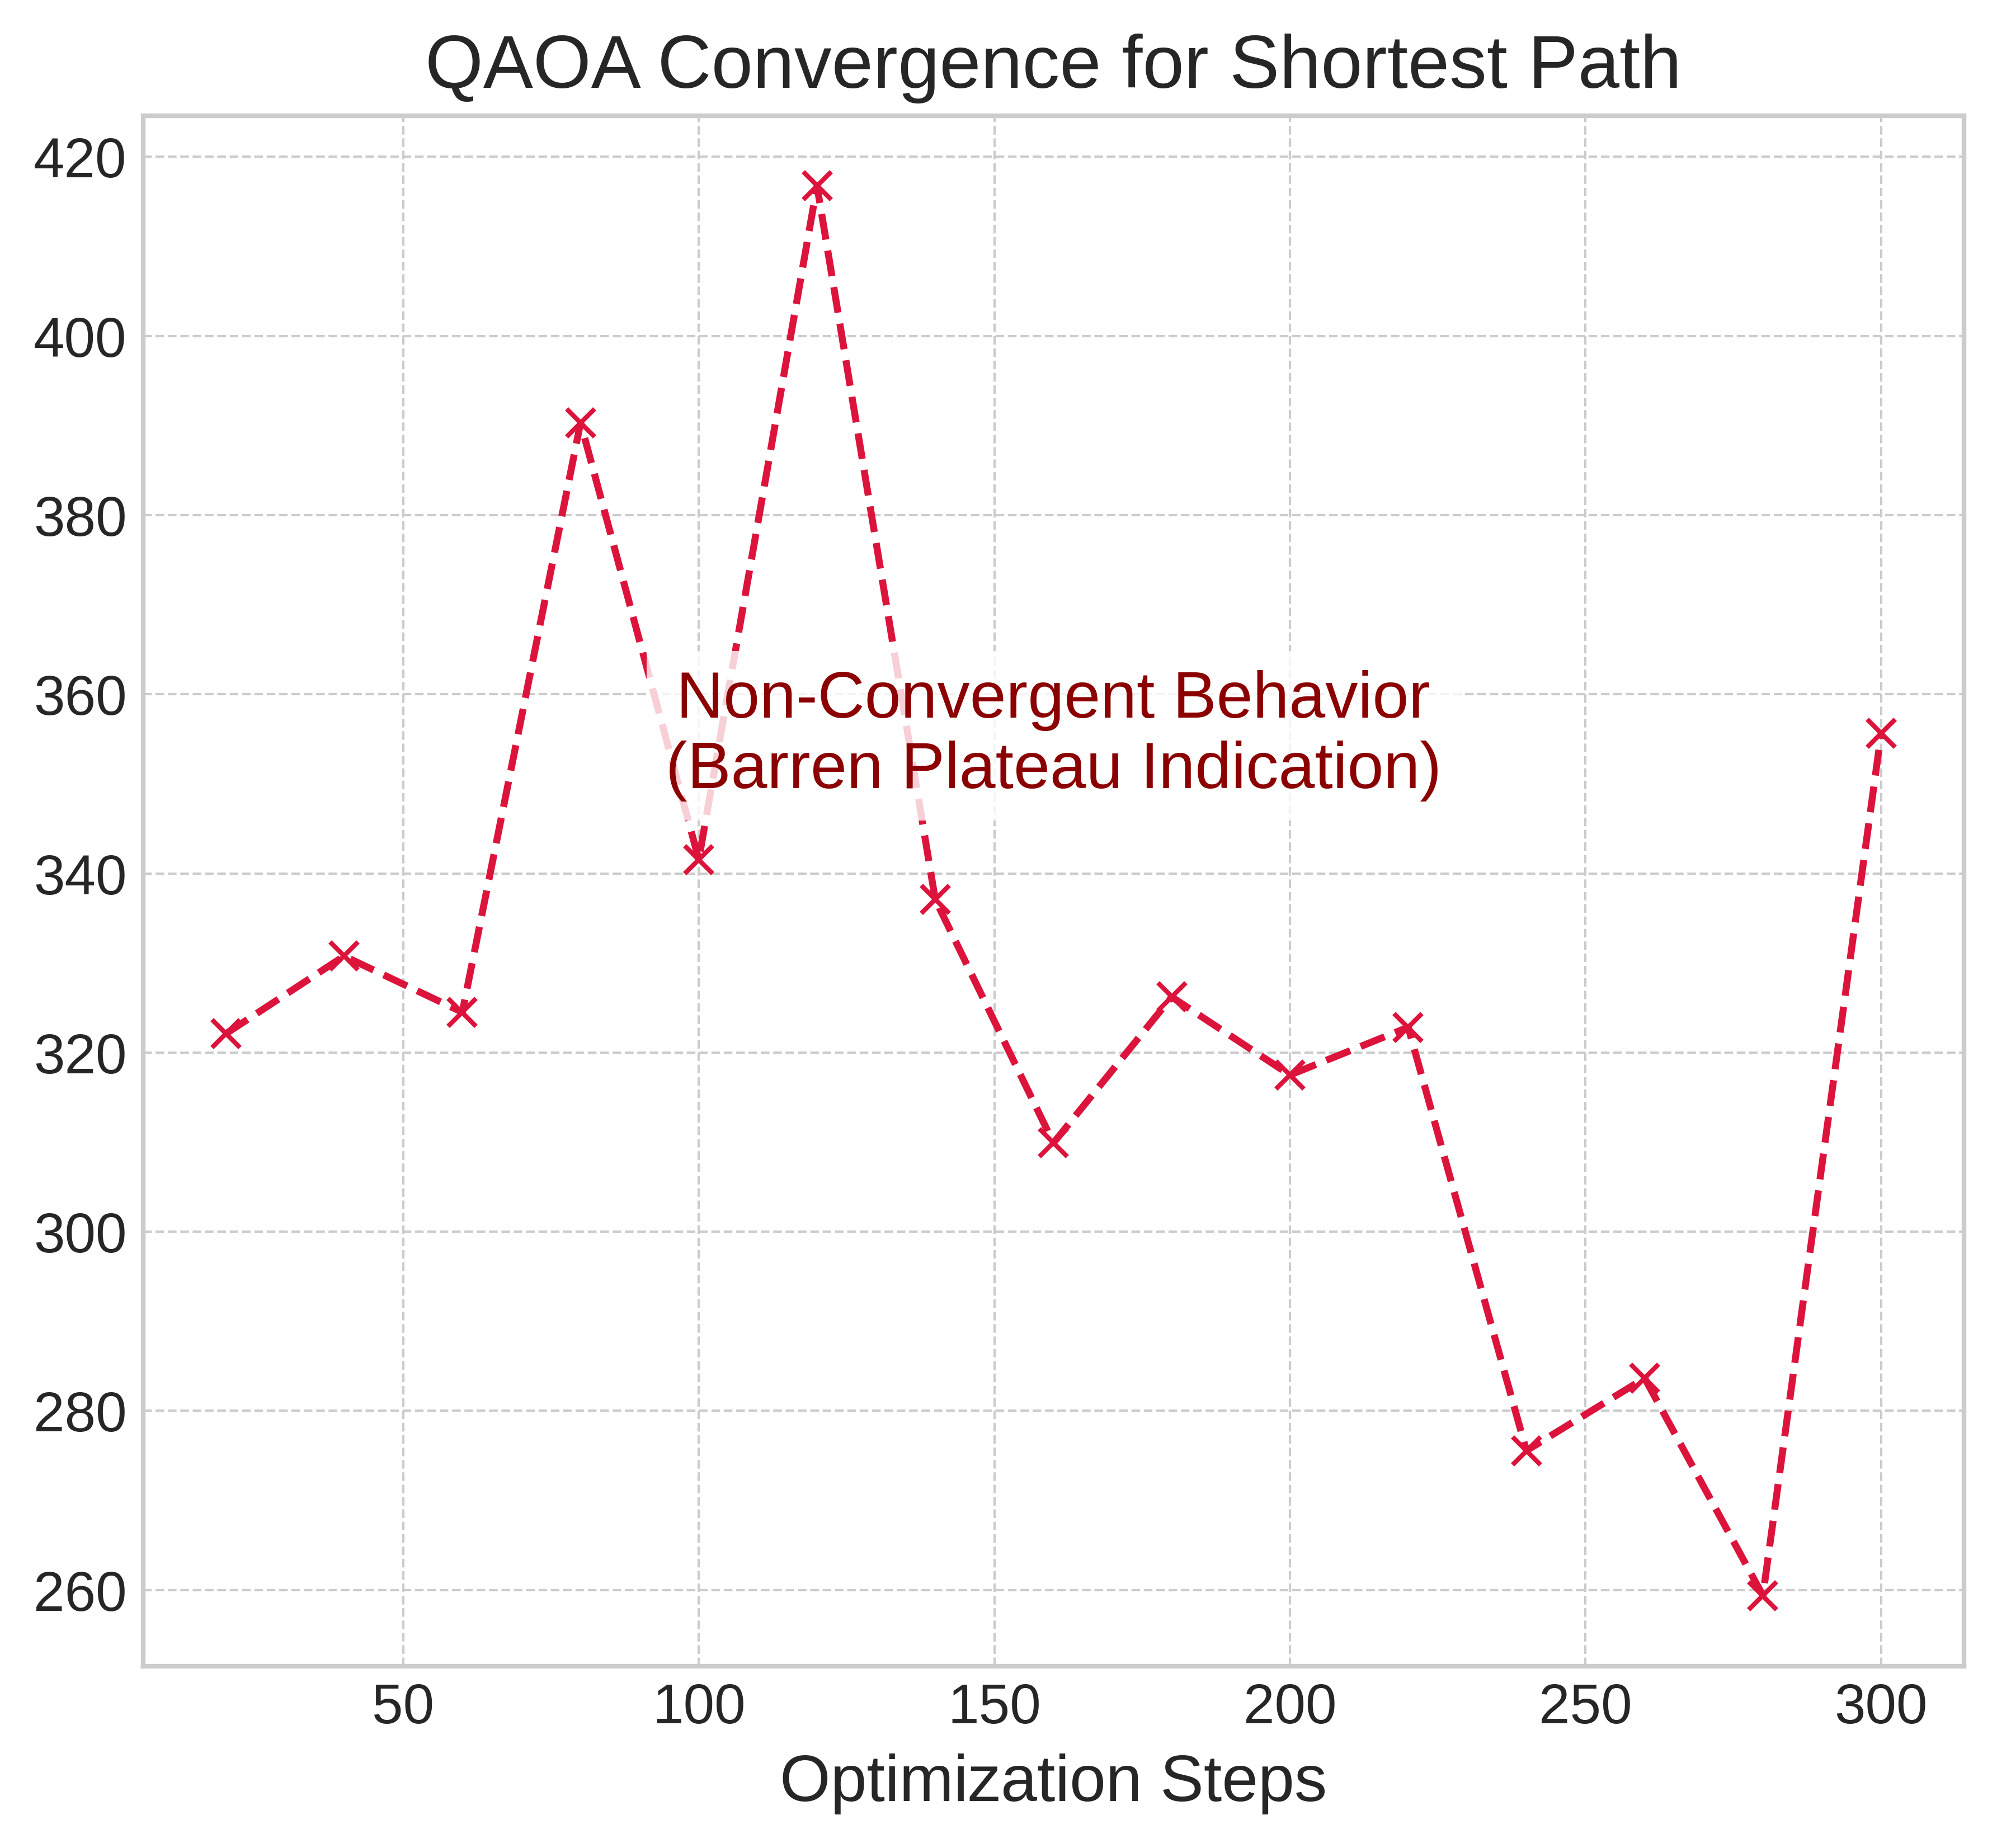 QAOA Convergence for Shortest Path
420
400
380
360
340
320
300
280
260
Non-Convergent Behavior
(Barren Plateau Indication)
50 100 150 200 250 300
Optimization Steps